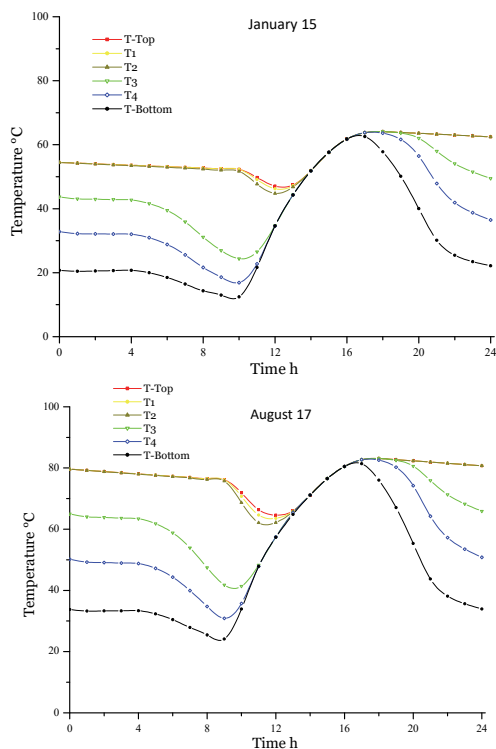 January 15
T-Top
T1
T2
T3
T4
T-Bottom
100
80
60
40
20
0
Temperature °C
0 4 8 12 16 20 24
Time h
August 17
T-Top
T1
T2
T3
T4
T-Bottom
100
80
60
40
20
0
Temperature °C
0 4 8 12 16 20 24
Time h